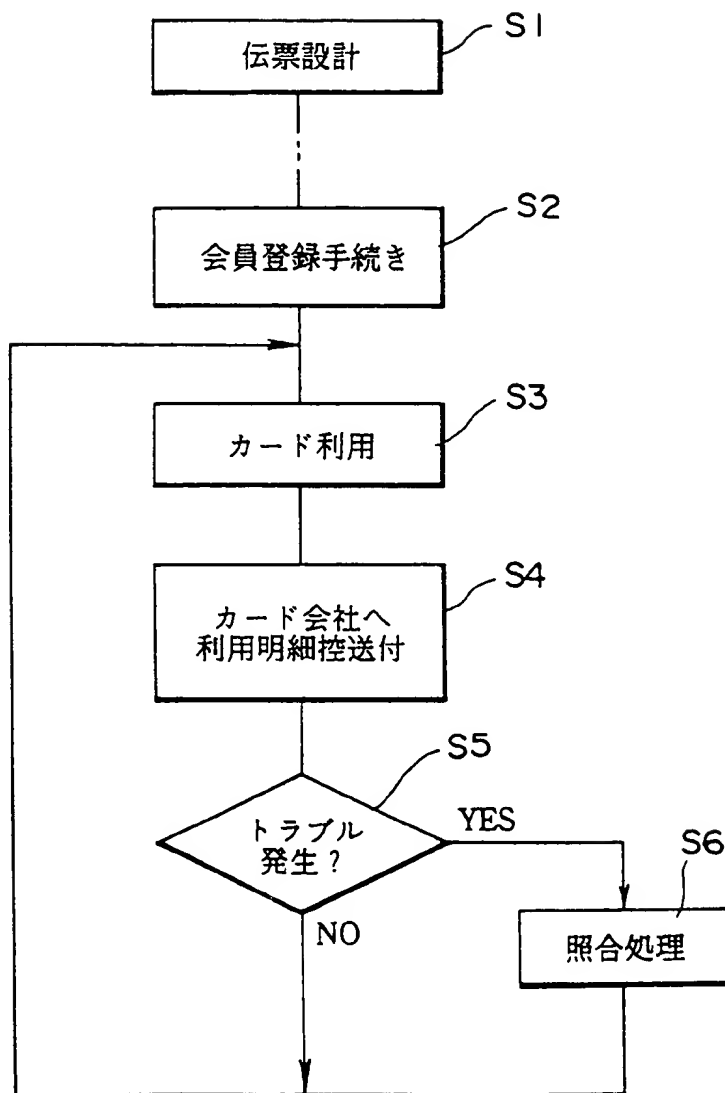 伝票設計
S1
会員登録手続き
S2
カード利用
S3
カード会社へ
利用明細控送付
S4
トラブル
発生？
S5
YES
NO
照合処理
S6